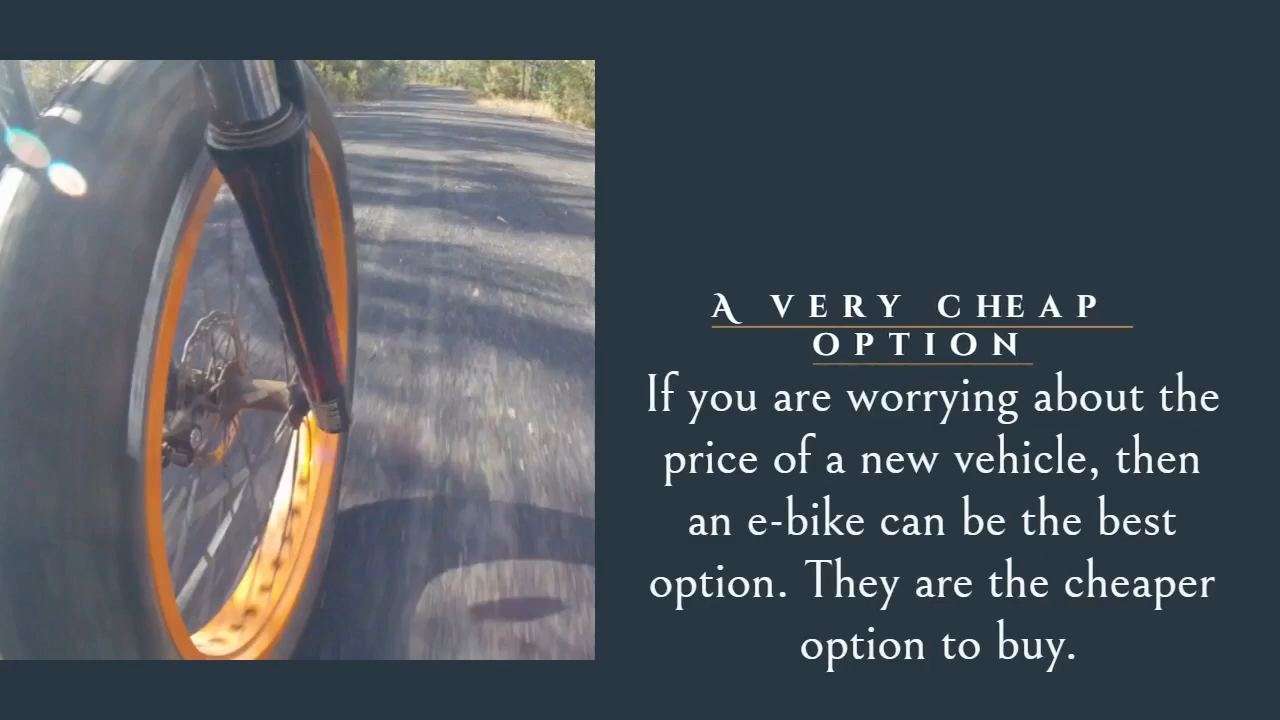 A VERY CHEAP
OPTION
If you are worrying about the
price of a new vehicle, then
an e-bike can be the best
option. They are the cheaper
option to buy.